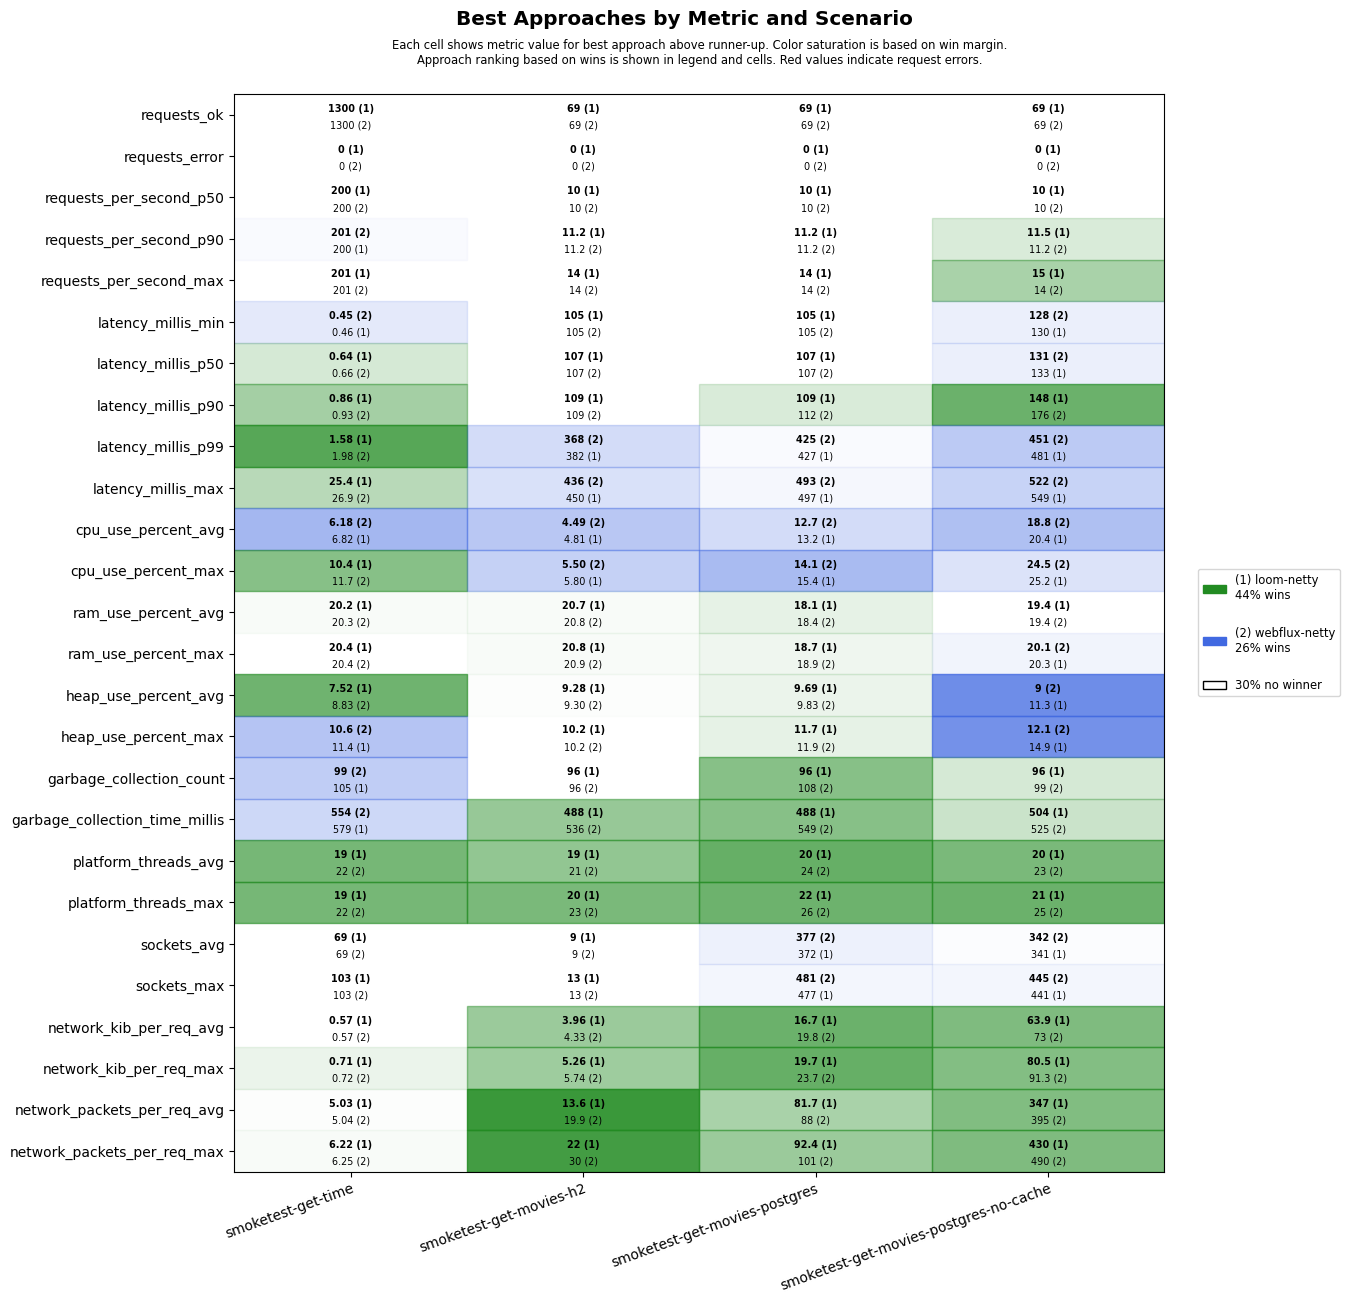 Best Approaches by Metric and Scenario
Each cell shows metric value for best approach above runner-up. Color saturation is based on win margin.
Approach ranking based on wins is shown in legend and cells. Red values indicate request errors.
requests_ok
1300 (1) 69 (1) 69 (1) 69 (1)
1300 (2) 69 (2) 69 (2) 69 (2)
requests_error
0 (1) 0 (1) 0 (1) 0 (1)
0 (2) 0 (2) 0 (2) 0 (2)
requests_per_second_p50
200 (1) 10 (1) 10 (1) 10 (1)
200 (2) 10 (2) 10 (2) 10 (2)
requests_per_second_p90
201 (2) 11.2 (1) 11.2 (1) 11.5 (1)
200 (1) 11.2 (2) 11.2 (2) 11.2 (2)
requests_per_second_max
201 (1) 14 (1) 14 (1) 15 (1)
201 (2) 14 (2) 14 (2) 14 (2)
latency_millis_min
0.45 (2) 105 (1) 105 (1) 128 (2)
0.46 (1) 105 (2) 105 (2) 130 (1)
latency_millis_p50
0.64 (1) 107 (1) 107 (1) 131 (2)
0.66 (2) 107 (2) 107 (2) 133 (1)
latency_millis_p90
0.86 (1) 109 (1) 109 (1) 148 (1)
0.93 (2) 109 (2) 112 (2) 176 (2)
latency_millis_p99
1.58 (1) 368 (2) 425 (2) 451 (2)
1.98 (2) 382 (1) 427 (1) 481 (1)
latency_millis_max
25.4 (1) 436 (2) 493 (2) 522 (2)
26.9 (2) 450 (1) 497 (1) 549 (1)
cpu_use_percent_avg
6.18 (2) 4.49 (2) 12.7 (2) 18.8 (2)
6.82 (1) 4.81 (1) 13.2 (1) 20.4 (1)
cpu_use_percent_max
10.4 (1) 5.50 (2) 14.1 (2) 24.5 (2)
11.7 (2) 5.80 (1) 15.4 (1) 25.2 (1)
ram_use_percent_avg
20.2 (1) 20.7 (1) 18.1 (1) 19.4 (1)
20.3 (2) 20.8 (2) 18.4 (2) 19.4 (2)
ram_use_percent_max
20.4 (1) 20.8 (1) 18.7 (1) 20.1 (2)
20.4 (2) 20.9 (2) 18.9 (2) 20.3 (1)
heap_use_percent_avg
7.52 (1) 9.28 (1) 9.69 (1) 9 (2)
8.83 (2) 9.30 (2) 9.83 (2) 11.3 (1)
heap_use_percent_max
10.6 (2) 10.2 (1) 11.7 (1) 12.1 (2)
11.4 (1) 10.2 (2) 11.9 (2) 14.9 (1)
garbage_collection_count
99 (2) 96 (1) 96 (1) 96 (1)
105 (1) 96 (2) 108 (2) 99 (2)
garbage_collection_time_millis
554 (2) 488 (1) 488 (1) 504 (1)
579 (1) 536 (2) 549 (2) 525 (2)
platform_threads_avg
19 (1) 19 (1) 20 (1) 20 (1)
22 (2) 21 (2) 24 (2) 23 (2)
platform_threads_max
19 (1) 20 (1) 22 (1) 21 (1)
22 (2) 23 (2) 26 (2) 25 (2)
sockets_avg
69 (1) 9 (1) 377 (2) 342 (2)
69 (2) 9 (2) 372 (1) 341 (1)
sockets_max
103 (1) 13 (1) 481 (2) 445 (2)
103 (2) 13 (2) 477 (1) 441 (1)
network_kib_per_req_avg
0.57 (1) 3.96 (1) 16.7 (1) 63.9 (1)
0.57 (2) 4.33 (2) 19.8 (2) 73 (2)
network_kib_per_req_max
0.71 (1) 5.26 (1) 19.7 (1) 80.5 (1)
0.72 (2) 5.74 (2) 23.7 (2) 91.3 (2)
network_packets_per_req_avg
5.03 (1) 13.6 (1) 81.7 (1) 347 (1)
5.04 (2) 19.9 (2) 88 (2) 395 (2)
network_packets_per_req_max
6.22 (1) 22 (1) 92.4 (1) 430 (1)
6.25 (2) 30 (2) 101 (2) 490 (2)
smoketest-get-time
smoketest-get-movies-h2
smoketest-get-movies-postgres
smoketest-get-movies-postgres-no-cache
(1) loom-netty
44% wins
(2) webflux-netty
26% wins
30% no winner